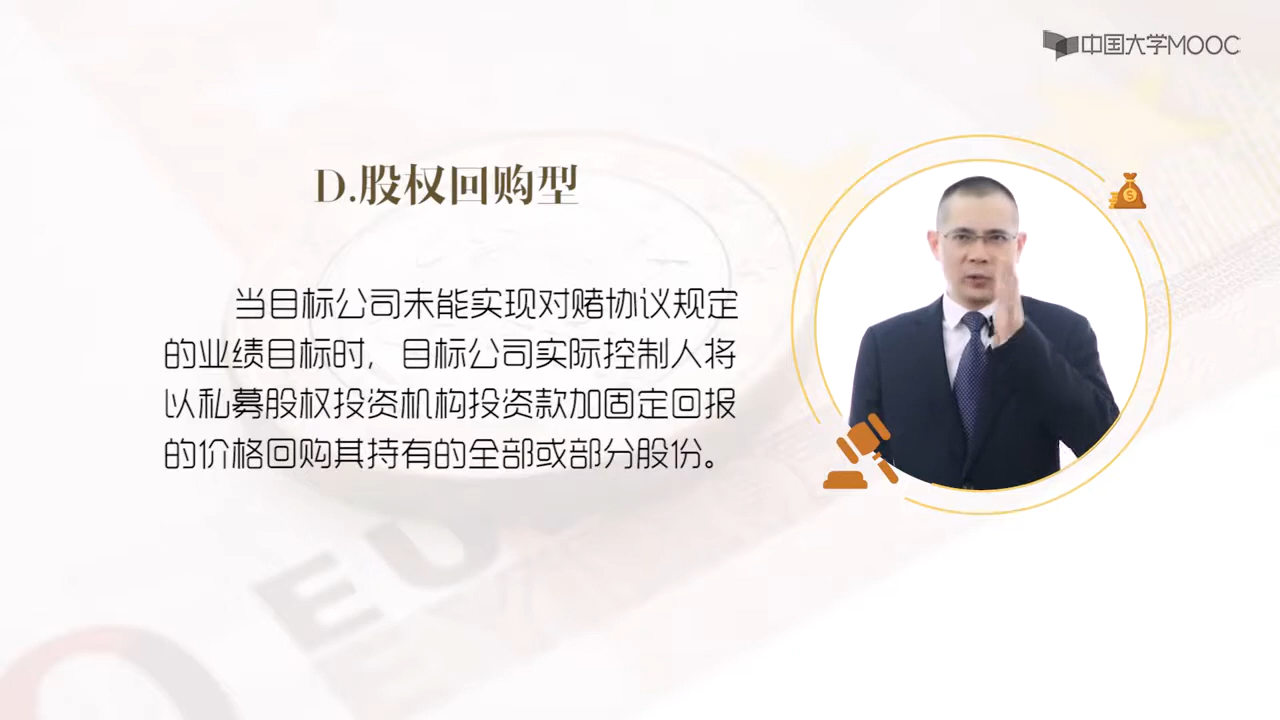 中国大学MOOC
D.股权回购型
当目标公司未能实现对赌协议规定
的业绩目标时，目标公司实际控制人将
以私募股权投资机构投资款加固定回报
的价格回购其持有的全部或部分股份。
EU